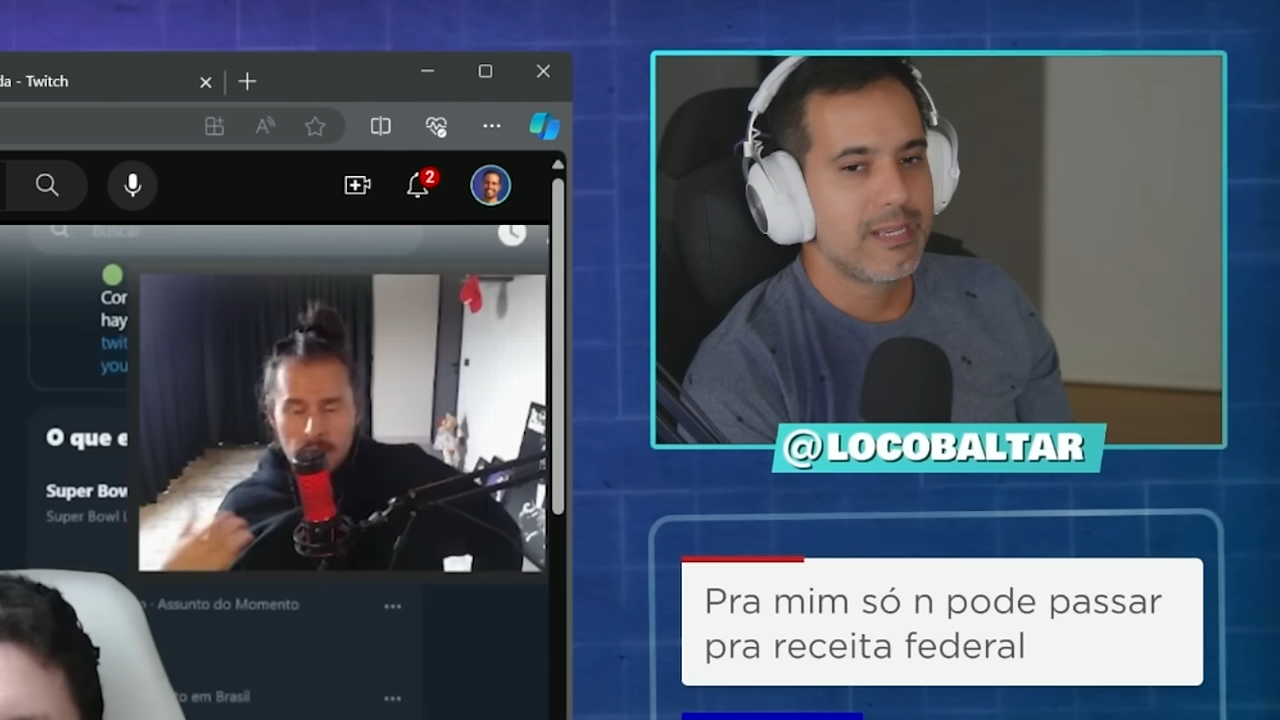 da - Twitch
2
Buscar
Con
hay
twit
you
O que e
Super Bow
Super Bowl L
· Assunto do Momento
to em Brasil
@LOCOBALTAR
Pra mim só n pode passar
pra receita federal